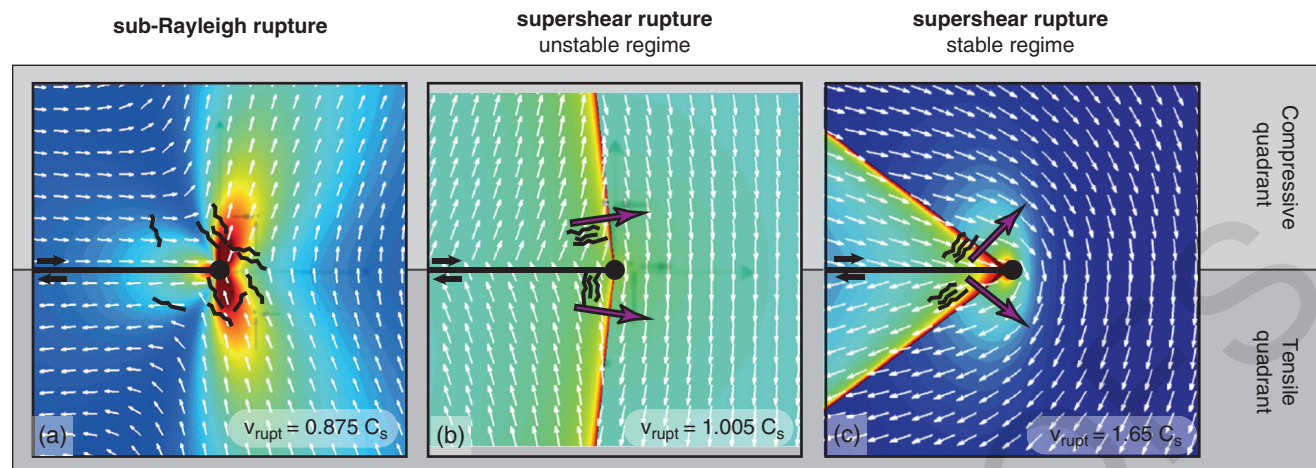 sub-Rayleigh rupture
supershear rupture
unstable regime
supershear rupture
stable regime
Compressive
quadrant
Tensile
quadrant
(a)
v_rupt = 0.875 C_s
(b)
v_rupt = 1.005 C_s
(c)
v_rupt = 1.65 C_s